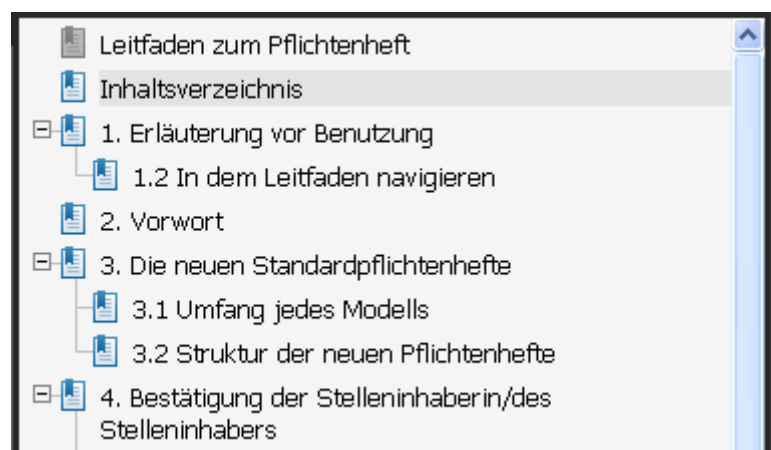 Leitfaden zum Pflichtenheft
Inhaltsverzeichnis
1. Erläuterung vor Benutzung
1.2 In dem Leitfaden navigieren
2. Vorwort
3. Die neuen Standardpflichtenhefte
3.1 Umfang jedes Modells
3.2 Struktur der neuen Pflichtenhefte
4. Bestätigung der Stelleninhaberin/des
Stelleninhabers